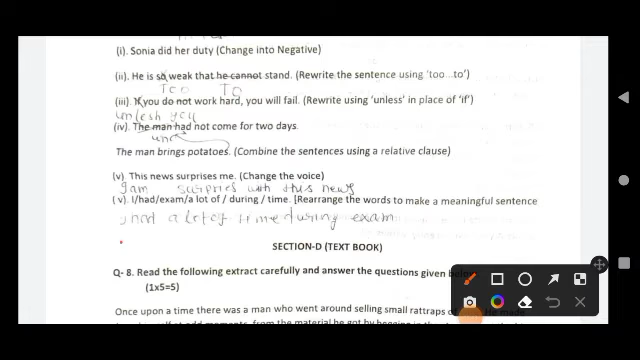 (i). Sonia did her duty (Change into Negative)
(ii). He is so weak that he cannot stand. (Rewrite the sentence using 'too...to')
Too To
(iii). If you do not work hard, you will fail. (Rewrite using 'unless' in place of 'if')
unlesh you
(iv). The man had not come for two days.
The man brings potatoes. (Combine the sentences using a relative clause)
(v). This news surprises me. (Change the voice)
I am surpries with this news
(v). I/had/exam/a lot of / during / time. [Rearrange the words to make a meaningful sentence
I had a lot of time during exam
SECTION-D (TEXT BOOK)
Q- 8. Read the following extract carefully and answer the questions given below
(1x5=5)
Once upon a time there was a man who went around selling small rattraps of